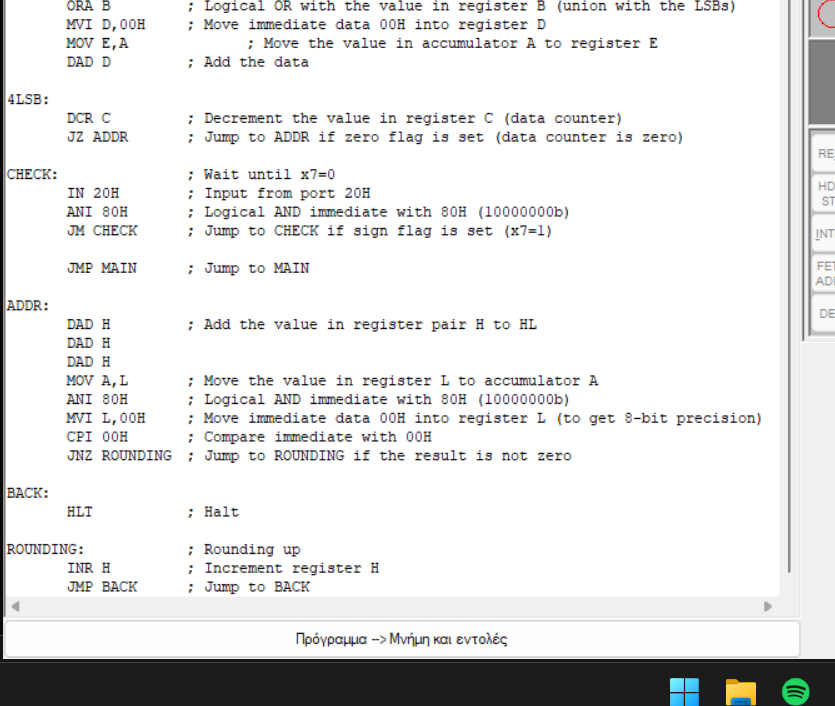 ORA B ; Logical OR with the value in register B (union with the LSBs)
MVI D,00H ; Move immediate data 00H into register D
MOV E,A ; Move the value in accumulator A to register E
DAD D ; Add the data
4LSB:
DCR C ; Decrement the value in register C (data counter)
JZ ADDR ; Jump to ADDR if zero flag is set (data counter is zero)
CHECK: ; Wait until x7=0
IN 20H ; Input from port 20H
ANI 80H ; Logical AND immediate with 80H (10000000b)
JM CHECK ; Jump to CHECK if sign flag is set (x7=1)
JMP MAIN ; Jump to MAIN
ADDR:
DAD H ; Add the value in register pair H to HL
DAD H
DAD H
MOV A,L ; Move the value in register L to accumulator A
ANI 80H ; Logical AND immediate with 80H (10000000b)
MVI L,00H ; Move immediate data 00H into register L (to get 8-bit precision)
CPI 00H ; Compare immediate with 00H
JNZ ROUNDING ; Jump to ROUNDING if the result is not zero
BACK:
HLT ; Halt
ROUNDING: ; Rounding up
INR H ; Increment register H
JMP BACK ; Jump to BACK
Πρόγραμμα --> Μνήμη και εντολές
HD
ST
INT
FET
DE